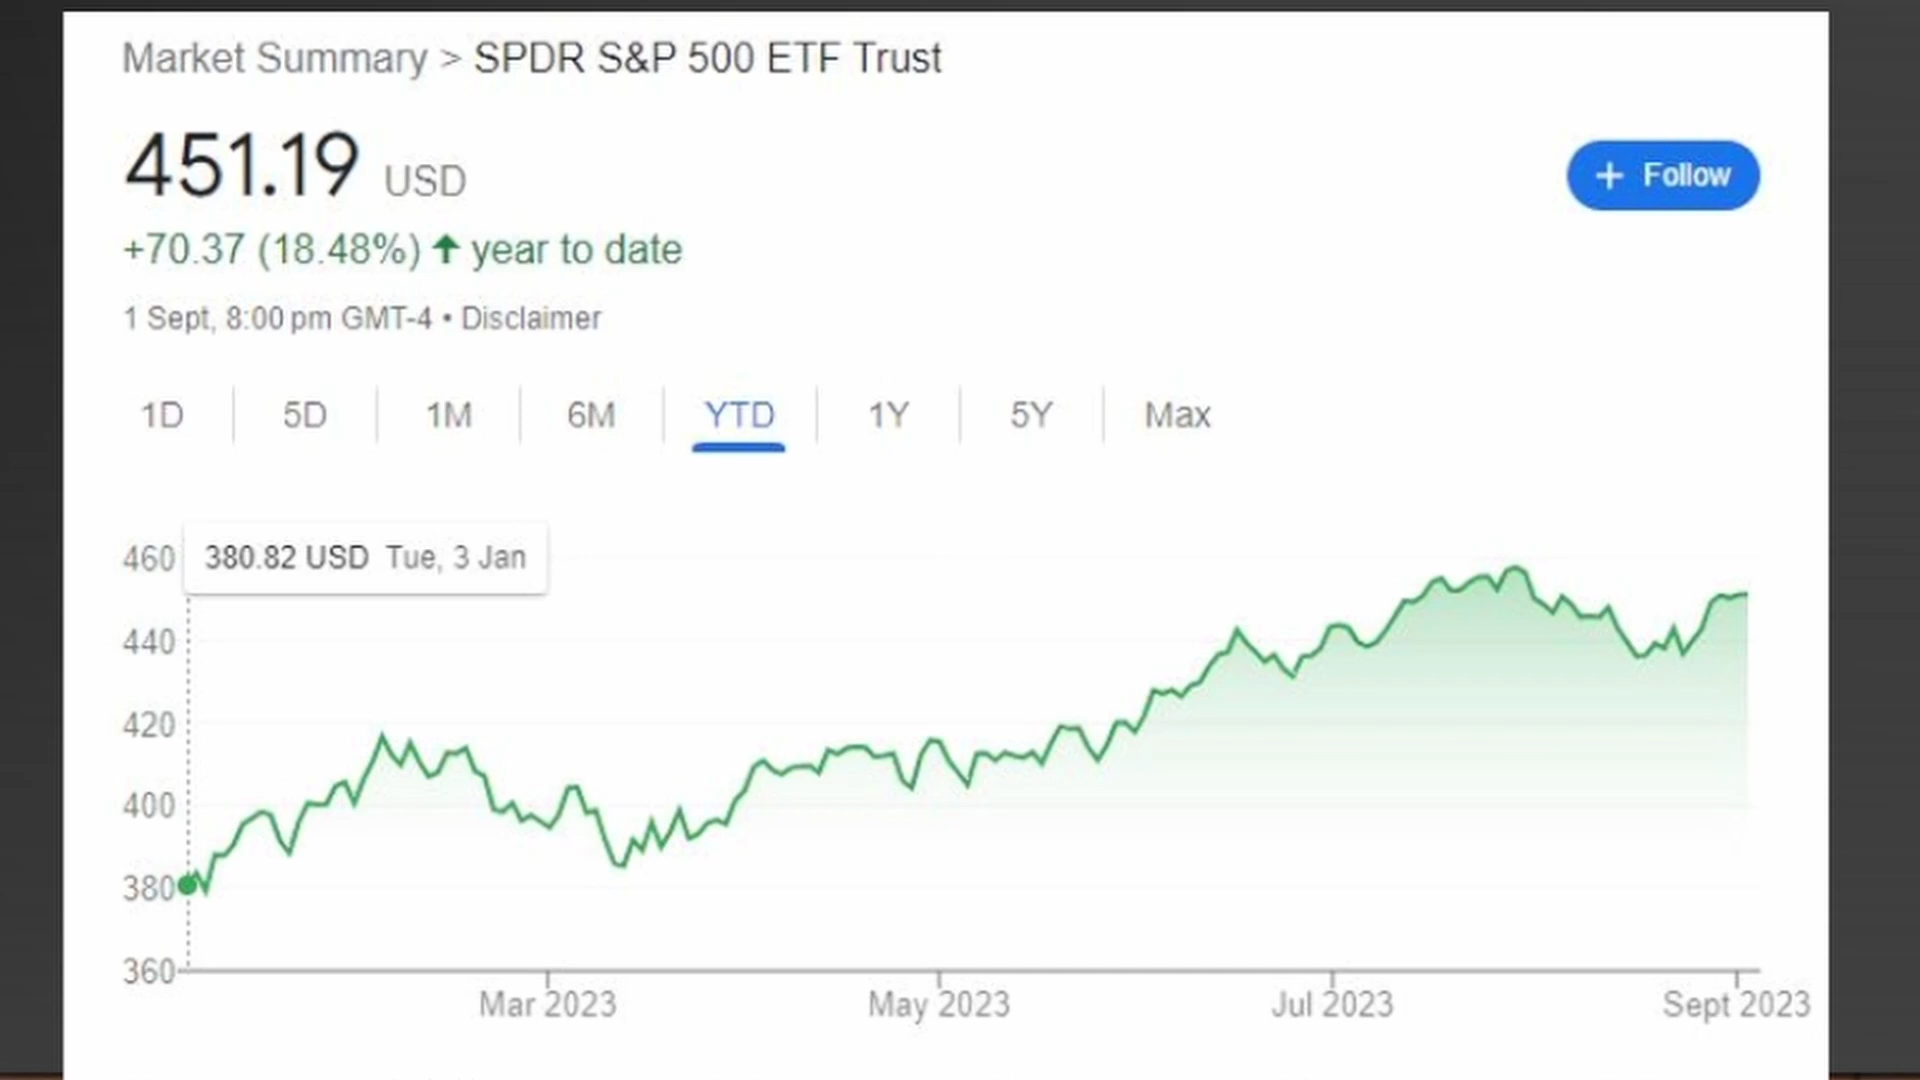 Market Summary > SPDR S&P 500 ETF Trust
451.19 USD
+ Follow
+70.37 (18.48%) ↑ year to date
1 Sept, 8:00 pm GMT-4 • Disclaimer
1D 5D 1M 6M YTD 1Y 5Y Max
460
380.82 USD Tue, 3 Jan
440
420
400
380
360
Mar 2023 May 2023 Jul 2023 Sept 2023